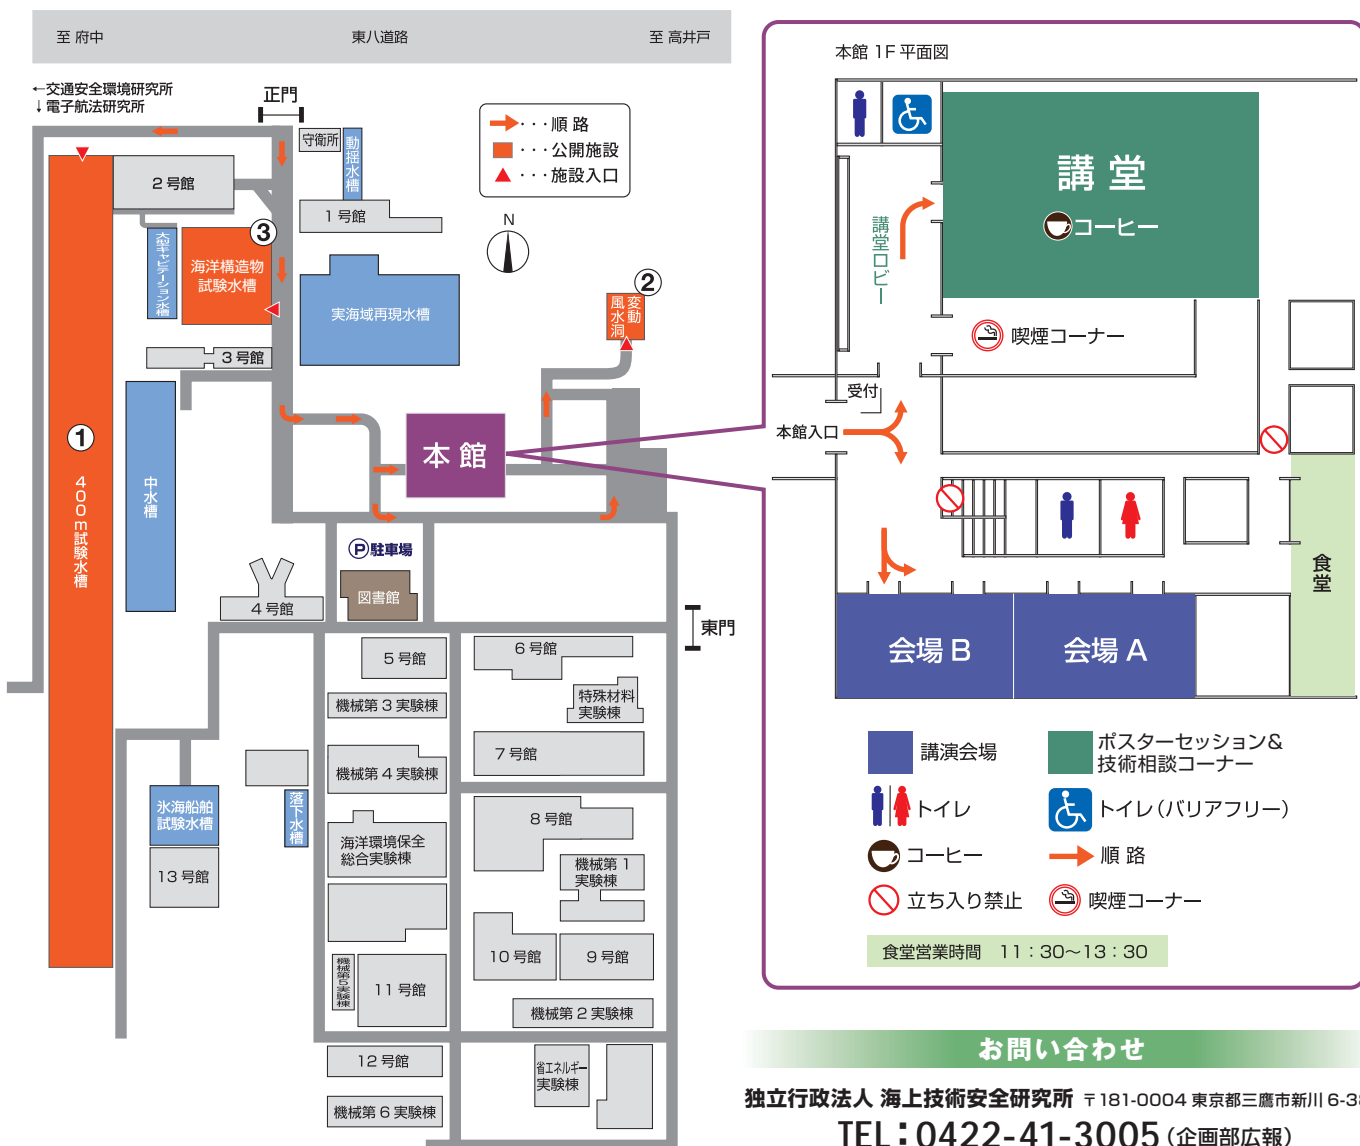 至 府中
東八道路
至 高井戸
←交通安全環境研究所
↓電子航法研究所
正門
守衛所
動揺水槽
・・・順 路
・・・公開施設
・・・施設入口
2 号館
1 号館
N
大型キャビテーション水槽
③
海洋構造物
試験水槽
実海域再現水槽
②
変動
風水洞
3 号館
①
400m試験水槽
中水槽
本 館
P 駐車場
図書館
4 号館
東門
5 号館
6 号館
機械第 3 実験棟
特殊材料
実験棟
7 号館
機械第 4 実験棟
氷海船舶
試験水槽
落下水槽
8 号館
海洋環境保全
総合実験棟
機械第 1
実験棟
13 号館
10 号館
9 号館
機械第5実験棟
11 号館
機械第 2 実験棟
12 号館
省エネルギー
実験棟
機械第 6 実験棟
本館 1F 平面図
講 堂
コーヒー
講堂ロビー
喫煙コーナー
受付
本館入口
食堂
会場 B
会場 A
講演会場
ポスターセッション&
技術相談コーナー
トイレ
トイレ(バリアフリー)
コーヒー
順 路
立ち入り禁止
喫煙コーナー
食堂営業時間 11：30～13：30
お問い合わせ
独立行政法人 海上技術安全研究所 〒181-0004 東京都三鷹市新川 6-38
TEL：0422-41-3005 (企画部広報)